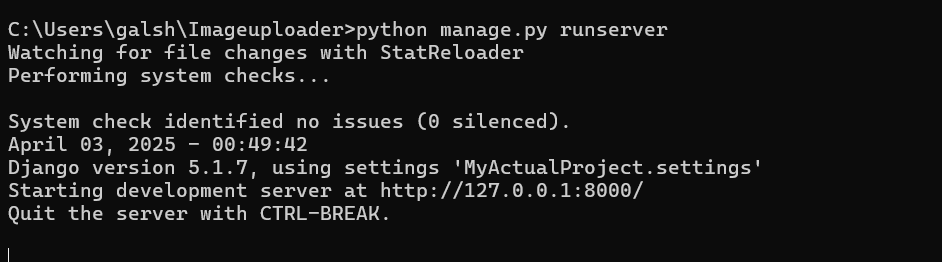 C:\Users\galsh\Imageuploader>python manage.py runserver
Watching for file changes with StatReloader
Performing system checks...
System check identified no issues (0 silenced).
April 03, 2025 - 00:49:42
Django version 5.1.7, using settings 'MyActualProject.settings'
Starting development server at http://127.0.0.1:8000/
Quit the server with CTRL-BREAK.